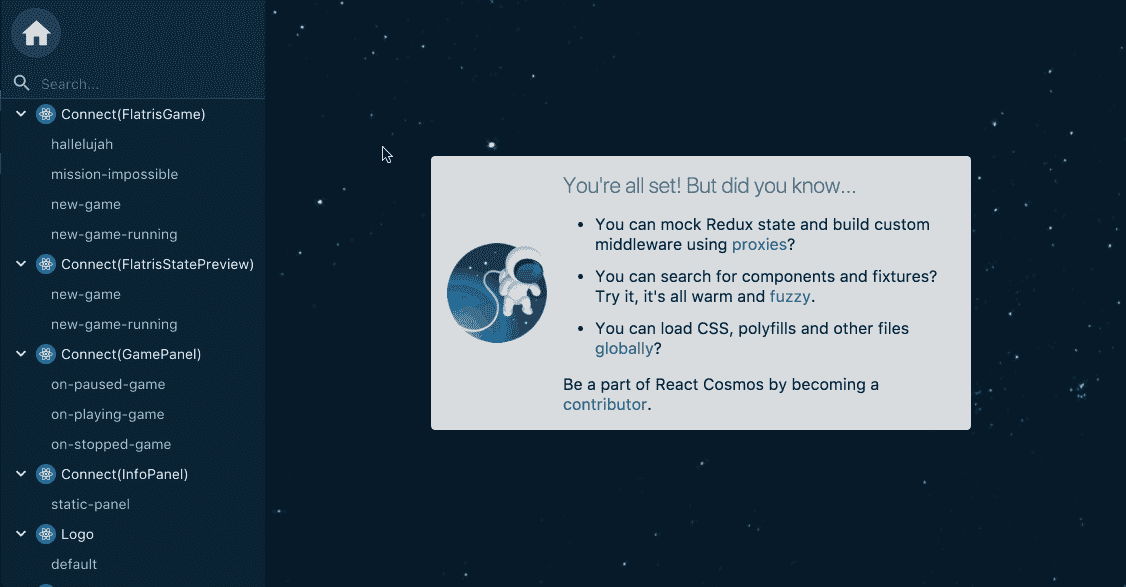 Search...
Connect(FlatrisGame)
hallelujah
mission-impossible
new-game
new-game-running
Connect(FlatrisStatePreview)
new-game
new-game-running
Connect(GamePanel)
on-paused-game
on-playing-game
on-stopped-game
Connect(InfoPanel)
static-panel
Logo
default
You're all set! But did you know...
• You can mock Redux state and build custom
middleware using proxies?
• You can search for components and fixtures?
Try it, it's all warm and fuzzy.
• You can load CSS, polyfills and other files
globally?
Be a part of React Cosmos by becoming a
contributor.